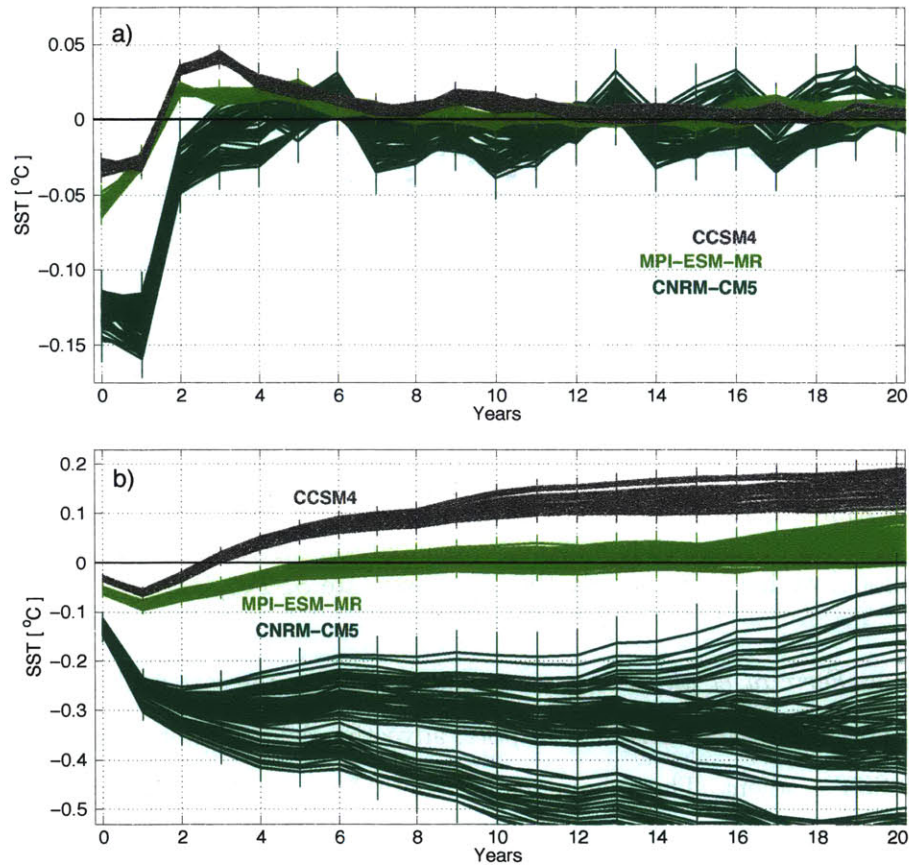 a)
0.05
0
−0.05
−0.10
−0.15
SST [ °C]
CCSM4
MPI−ESM−MR
CNRM−CM5
0 2 4 6 8 10 12 14 16 18 20
Years
b)
0.2
0.1
0
−0.1
−0.2
−0.3
−0.4
−0.5
SST [ °C]
CCSM4
MPI−ESM−MR
CNRM−CM5
0 2 4 6 8 10 12 14 16 18 20
Years